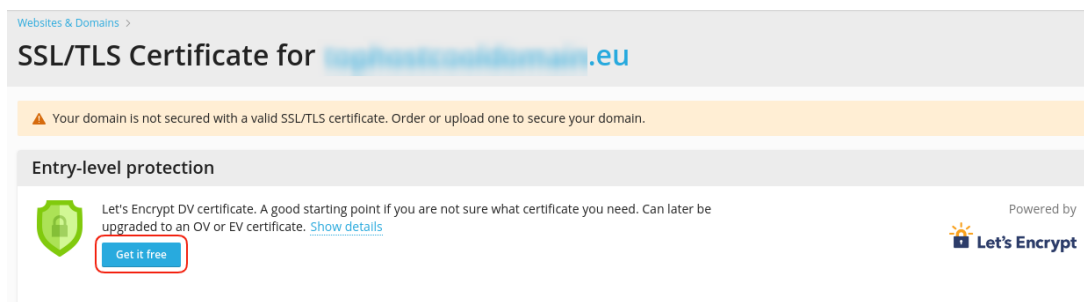 Websites & Domains >
SSL/TLS Certificate for .eu
Your domain is not secured with a valid SSL/TLS certificate. Order or upload one to secure your domain.
Entry-level protection
Let's Encrypt DV certificate. A good starting point if you are not sure what certificate you need. Can later be
upgraded to an OV or EV certificate. Show details
Get it free
Powered by
Let's Encrypt